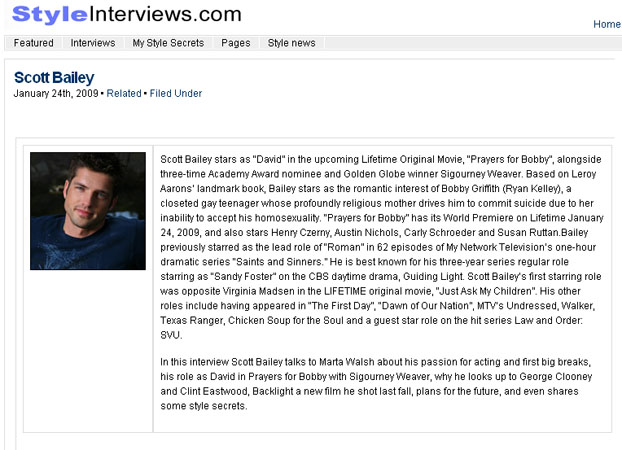 StyleInterviews.com
Home
Featured Interviews My Style Secrets Pages Style news
Scott Bailey
January 24th, 2009 • Related • Filed Under
Scott Bailey stars as "David" in the upcoming Lifetime Original Movie, "Prayers for Bobby", alongside
three-time Academy Award nominee and Golden Globe winner Sigourney Weaver. Based on Leroy
Aarons' landmark book, Bailey stars as the romantic interest of Bobby Griffith (Ryan Kelley), a
closeted gay teenager whose profoundly religious mother drives him to commit suicide due to her
inability to accept his homosexuality. "Prayers for Bobby" has its World Premiere on Lifetime January
24, 2009, and also stars Henry Czerny, Austin Nichols, Carly Schroeder and Susan Ruttan.Bailey
previously starred as the lead role of "Roman" in 62 episodes of My Network Television's one-hour
dramatic series "Saints and Sinners." He is best known for his three-year series regular role
starring as "Sandy Foster" on the CBS daytime drama, Guiding Light. Scott Bailey's first starring role
was opposite Virginia Madsen in the LIFETIME original movie, "Just Ask My Children". His other
roles include having appeared in "The First Day", "Dawn of Our Nation", MTV's Undressed, Walker,
Texas Ranger, Chicken Soup for the Soul and a guest star role on the hit series Law and Order:
SVU.
In this interview Scott Bailey talks to Marta Walsh about his passion for acting and first big breaks,
his role as David in Prayers for Bobby with Sigourney Weaver, why he looks up to George Clooney
and Clint Eastwood, Backlight a new film he shot last fall, plans for the future, and even shares
some style secrets.